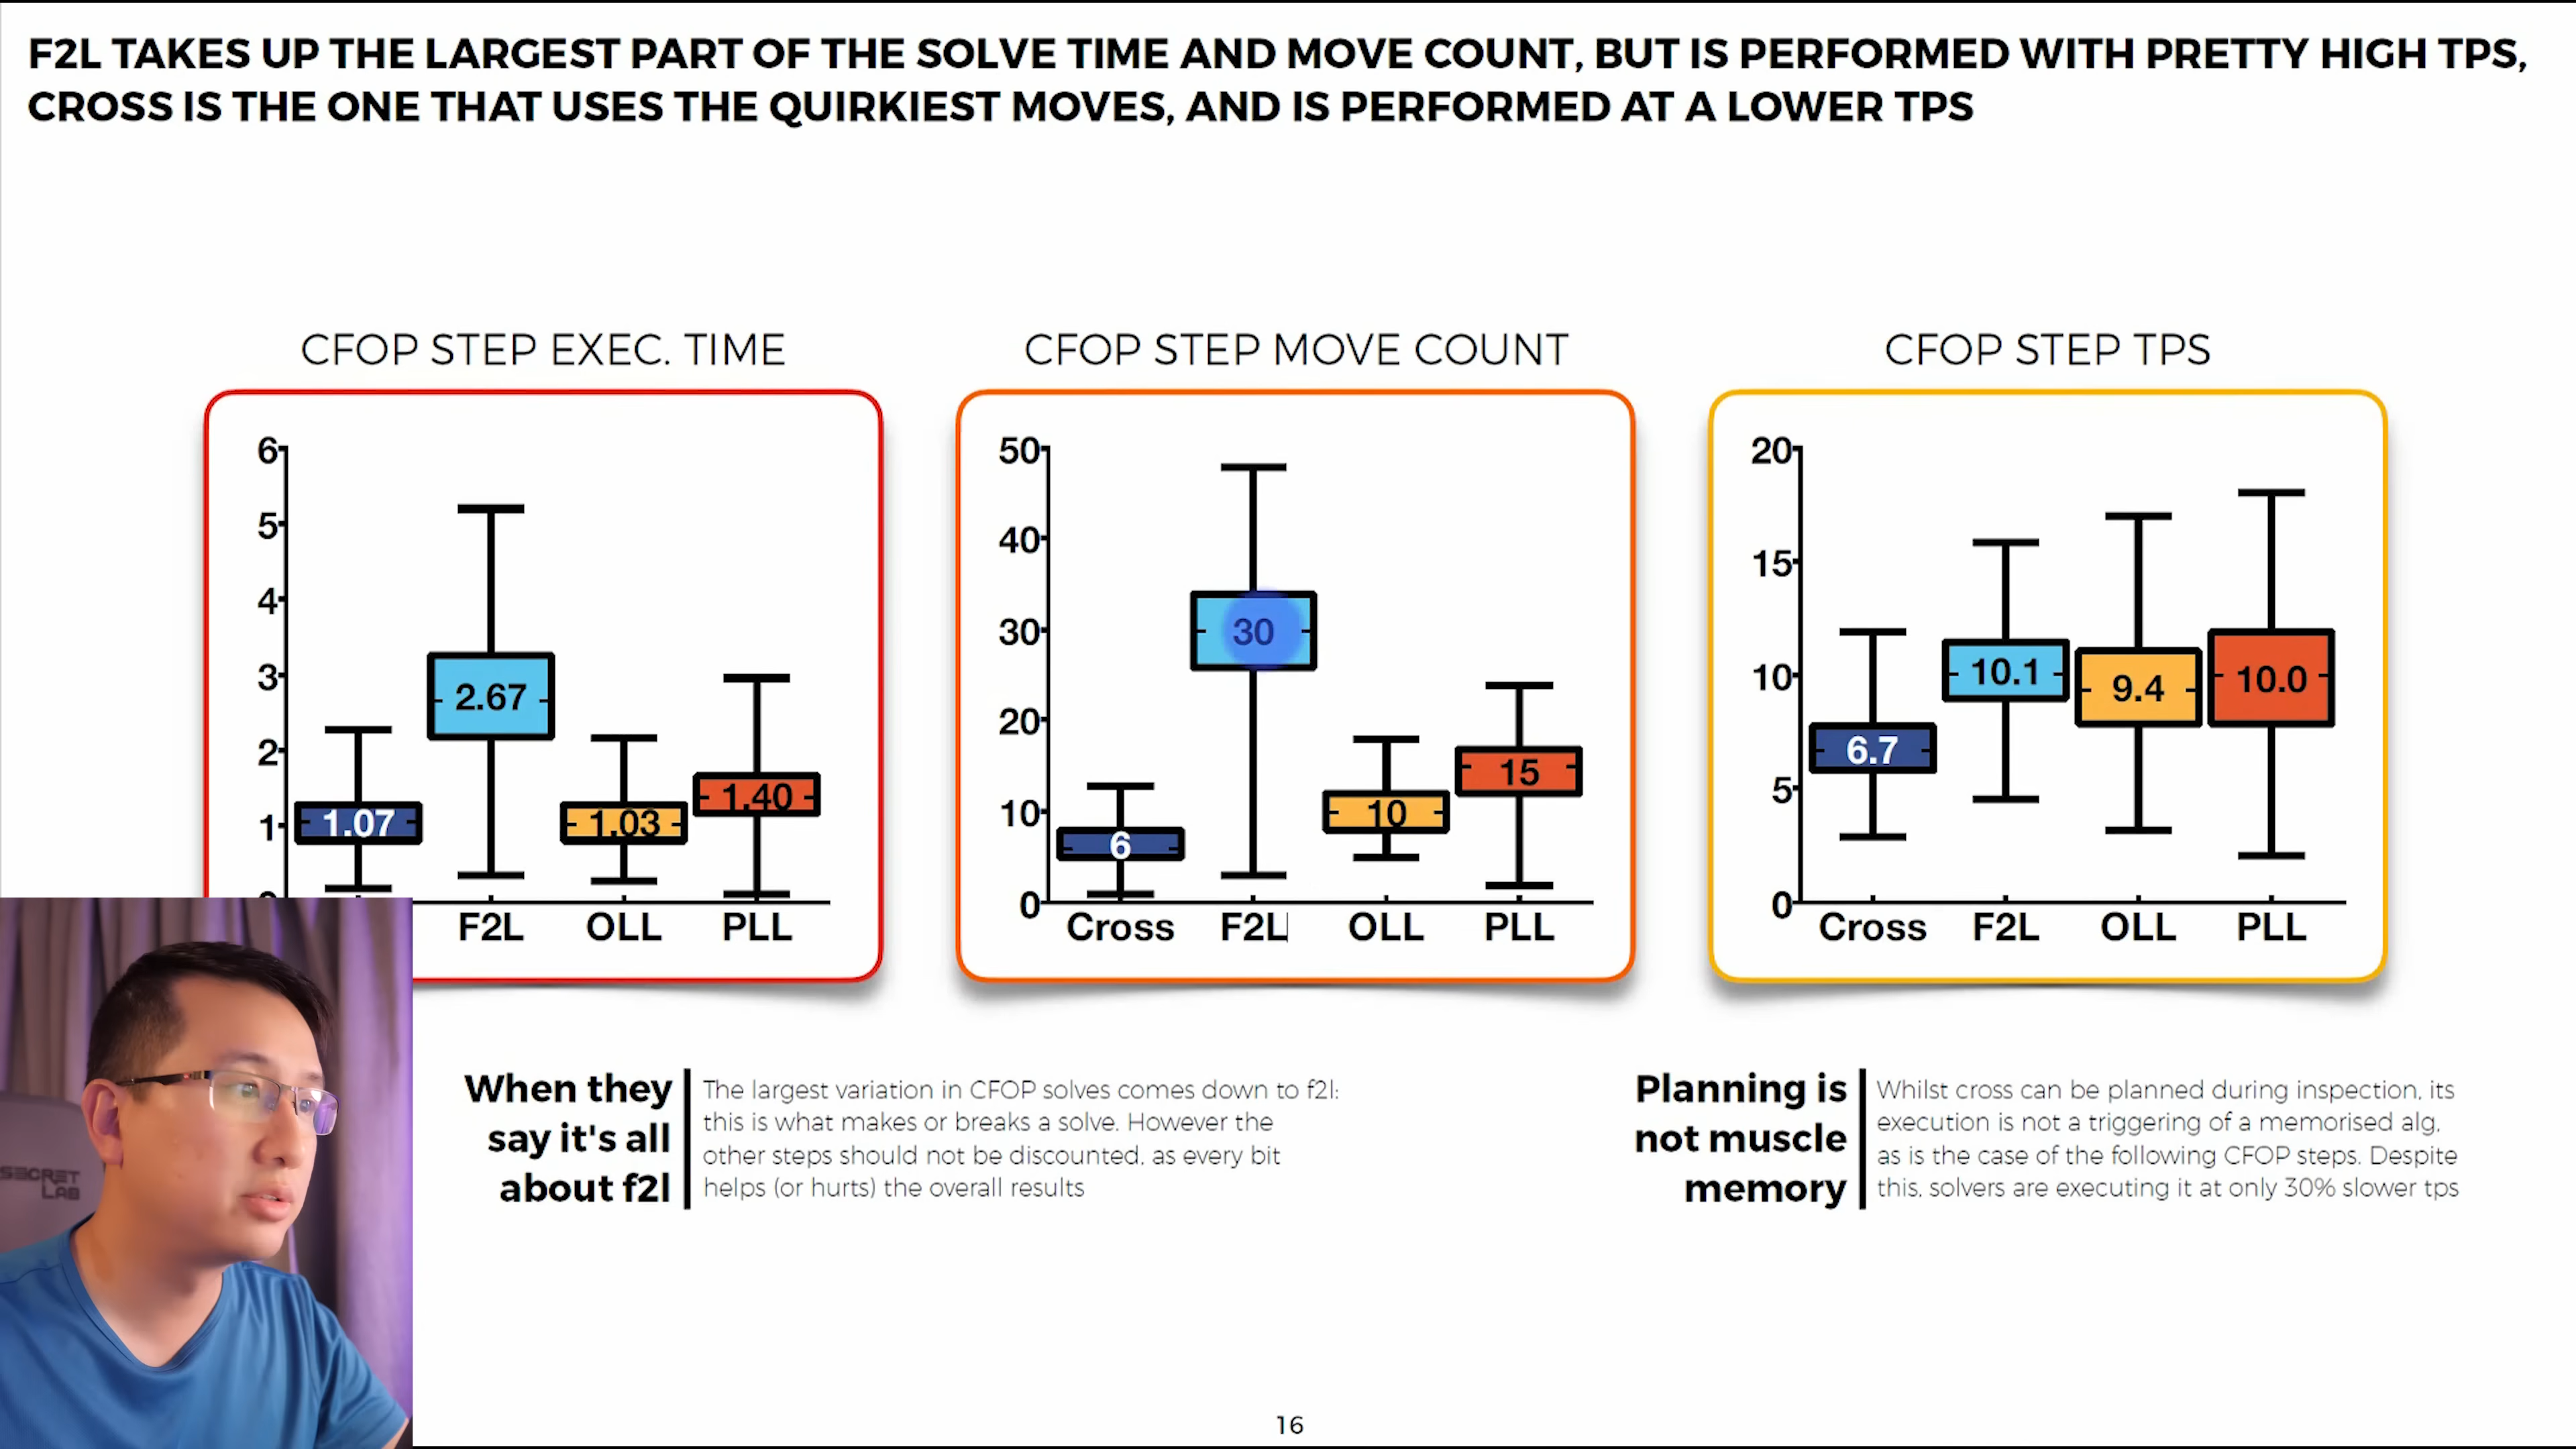 F2L TAKES UP THE LARGEST PART OF THE SOLVE TIME AND MOVE COUNT, BUT IS PERFORMED WITH PRETTY HIGH TPS,
CROSS IS THE ONE THAT USES THE QUIRKIEST MOVES, AND IS PERFORMED AT A LOWER TPS
CFOP STEP EXEC. TIME
6
5
4
3
2
1
1.07
2.67
1.03
1.40
F2L
OLL
PLL
CFOP STEP MOVE COUNT
50
40
30
20
10
0
6
30
10
15
Cross
F2L
OLL
PLL
CFOP STEP TPS
20
15
10
5
0
6.7
10.1
9.4
10.0
Cross
F2L
OLL
PLL
When they
say it's all
about f2l
The largest variation in CFOP solves comes down to f2l:
this is what makes or breaks a solve. However the
other steps should not be discounted, as every bit
helps (or hurts) the overall results
Planning is
not muscle
memory
Whilst cross can be planned during inspection, its
execution is not a triggering of a memorised alg,
as is the case of the following CFOP steps. Despite
this, solvers are executing it at only 30% slower tps
SECRET
LAB
16